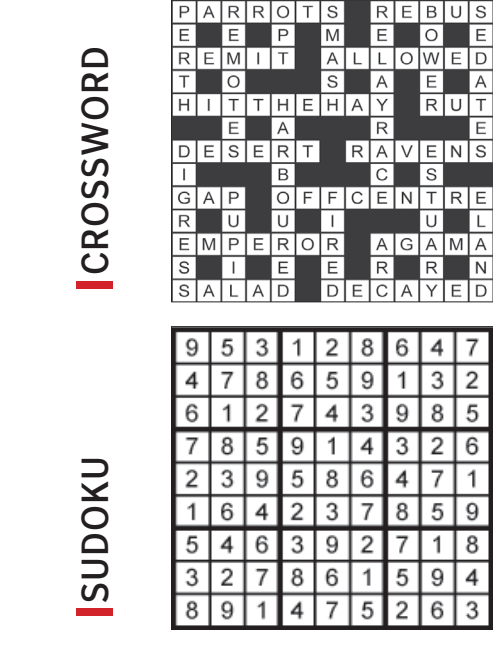 CROSSWORD
PARROTS REBUS
E E P M E O E
REMIT ALLOWED
T O S A E A
HITTHEHAY RUT
E A R E
DESERT RAVENS
I B C S
GAP OFFCENTRE
R U U I U L
EMPEROR AGAMA
S I E E R R N
SALAD DECAYED
SUDOKU
9 5 3 1 2 8 6 4 7
4 7 8 6 5 9 1 3 2
6 1 2 7 4 3 9 8 5
7 8 5 9 1 4 3 2 6
2 3 9 5 8 6 4 7 1
1 6 4 2 3 7 8 5 9
5 4 6 3 9 2 7 1 8
3 2 7 8 6 1 5 9 4
8 9 1 4 7 5 2 6 3